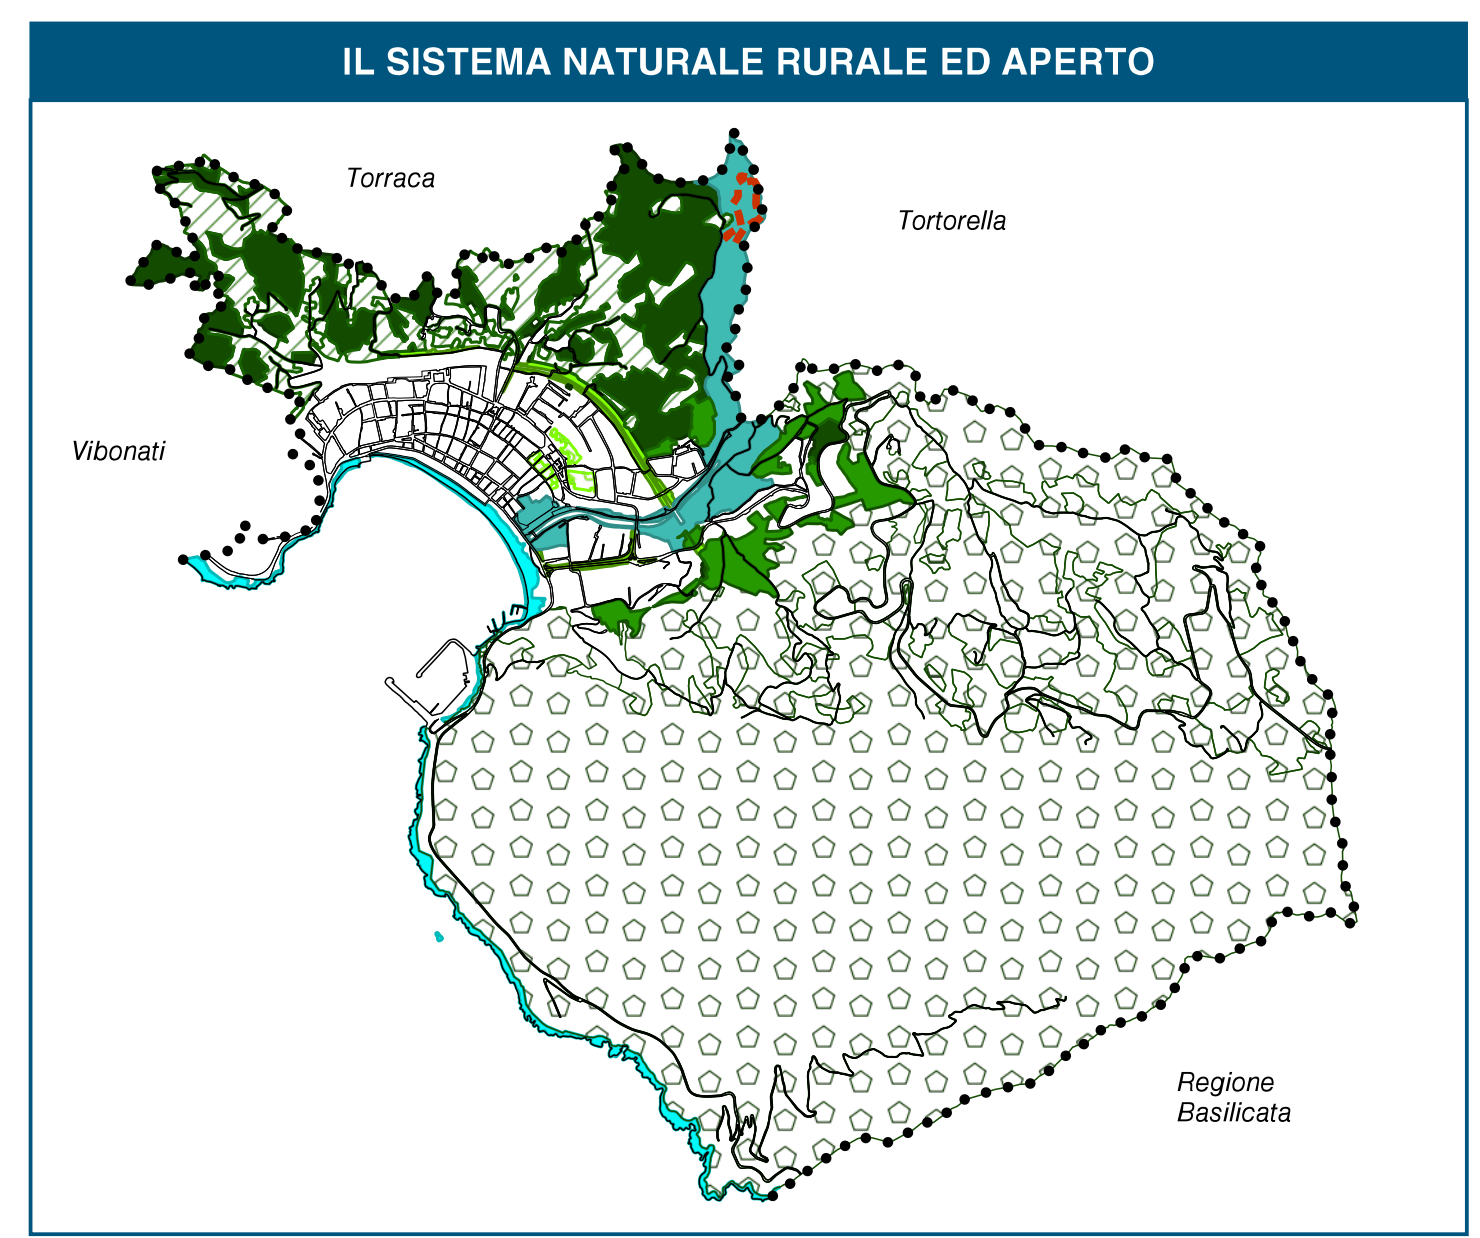 IL SISTEMA NATURALE RURALE ED APERTO
Torraca
Tortorella
Vibonati
Regione
Basilicata